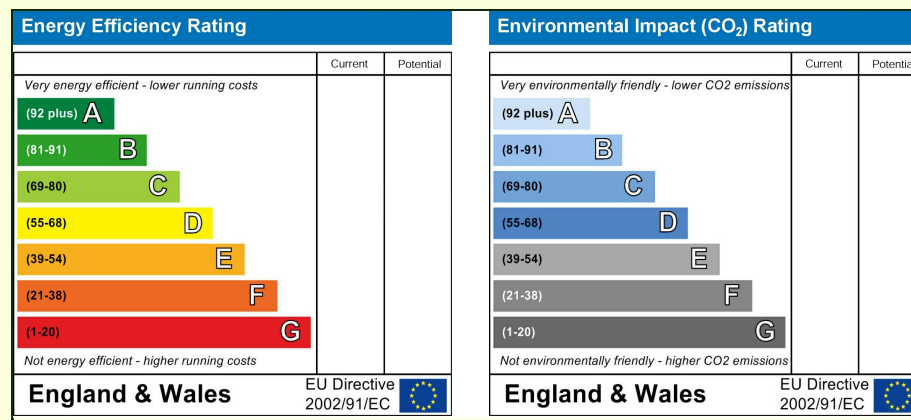 Energy Efficiency Rating
Current Potential
Very energy efficient - lower running costs
(92 plus) A
(81-91) B
(69-80) C
(55-68) D
(39-54) E
(21-38) F
(1-20) G
Not energy efficient - higher running costs
England & Wales
EU Directive
2002/91/EC
Environmental Impact (CO₂) Rating
Current Potential
Very environmentally friendly - lower CO2 emissions
(92 plus) A
(81-91) B
(69-80) C
(55-68) D
(39-54) E
(21-38) F
(1-20) G
Not environmentally friendly - higher CO2 emissions
England & Wales
EU Directive
2002/91/EC